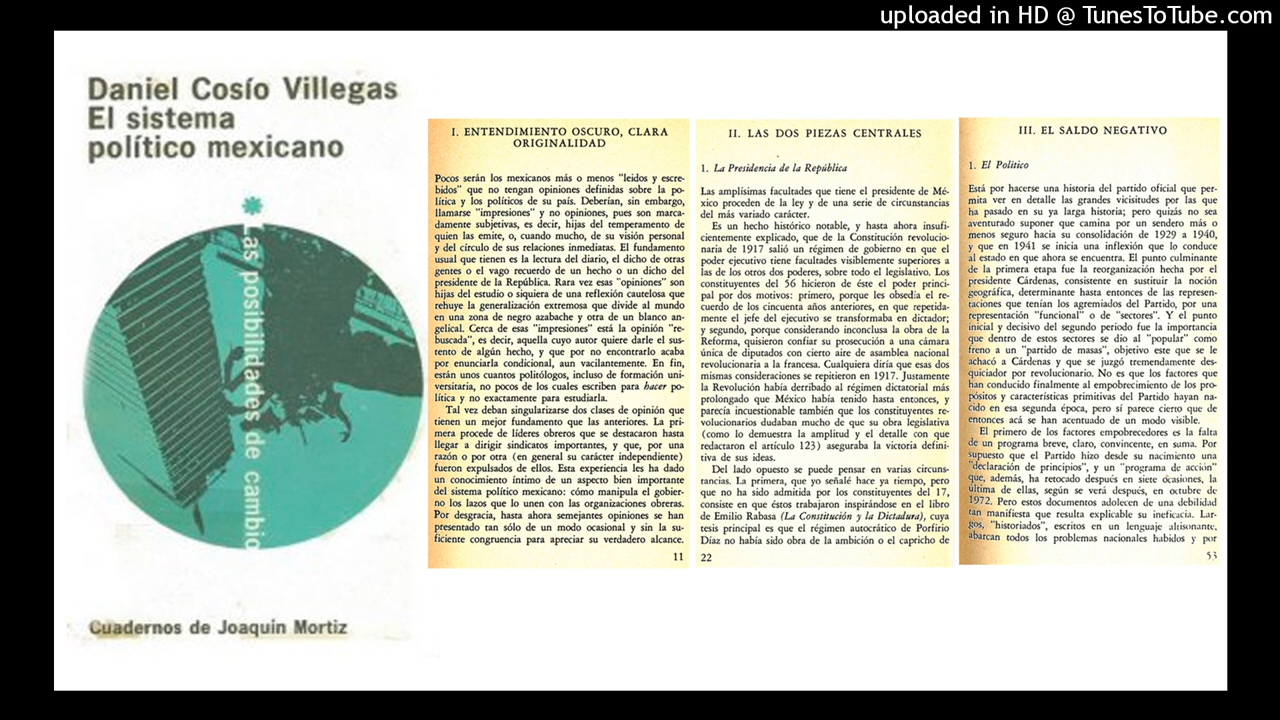 uploaded in HD @ TunesToTube.com
Daniel Cosío Villegas
El sistema
político mexicano
* Las posibilidades de cambio
Cuadernos de Joaquín Mortiz
I. ENTENDIMIENTO OSCURO, CLARA
ORIGINALIDAD
Pocos serán los mexicanos más o menos "leidos y escre-
bidos" que no tengan opiniones definidas sobre la po-
lítica y los políticos de su país. Deberían, sin embargo,
llamarse "impresiones" y no opiniones, pues son marca-
damente subjetivas, es decir, hijas del temperamento de
quien las emite, o, cuando mucho, de su visión personal
y del círculo de sus relaciones inmediatas. El fundamento
usual que tienen es la lectura del diario, el dicho de otras
gentes o el vago recuerdo de un hecho o un dicho del
presidente de la República. Rara vez esas "opiniones" son
hijas del estudio o siquiera de una reflexión cautelosa que
rehuye la generalización extremosa que divide al mundo
en una zona de negro azabache y otra de un blanco an-
gelical. Cerca de esas "impresiones" está la opinión "re-
buscada", es decir, aquella cuyo autor quiere darle el sus-
tento de algún hecho, y que por no encontrarlo acaba
por enunciarla condicional, aun vacilantemente. En fin,
están unos cuantos politólogos, incluso de formación uni-
versitaria, no pocos de los cuales escriben para hacer po-
lítica y no exactamente para estudiarla.
Tal vez deban singularizarse dos clases de opinión que
tienen un mejor fundamento que las anteriores. La pri-
mera procede de líderes obreros que se destacaron hasta
llegar a dirigir sindicatos importantes, y que, por una
razón o por otra (en general su carácter independiente)
fueron expulsados de ellos. Esta experiencia les ha dado
un conocimiento íntimo de un aspecto bien importante
del sistema político mexicano: cómo manipula el gobier-
no los lazos que lo unen con las organizaciones obreras.
Por desgracia, hasta ahora semejantes opiniones se han
presentado tan sólo de un modo ocasional y sin la su-
ficiente congruencia para apreciar su verdadero alcance.
11
II. LAS DOS PIEZAS CENTRALES
1. La Presidencia de la República
Las amplísimas facultades que tiene el presidente de Mé-
xico proceden de la ley y de una serie de circunstancias
del más variado carácter.
Es un hecho histórico notable, y hasta ahora insufi-
cientemente explicado, que de la Constitución revolucio-
naria de 1917 salió un régimen de gobierno en que el
poder ejecutivo tiene facultades visiblemente superiores a
las de los otros dos poderes, sobre todo el legislativo. Los
constituyentes del 56 hicieron de éste el poder princi-
pal por dos motivos: primero, porque les obsedía el re-
cuerdo de los cincuenta años anteriores, en que repetida-
mente el jefe del ejecutivo se transformaba en dictador;
y segundo, porque considerando inconclusa la obra de la
Reforma, quisieron confiar su prosecución a una cámara
única de diputados con cierto aire de asamblea nacional
revolucionaria a la francesa. Cualquiera diría que esas dos
mismas consideraciones se repitieron en 1917. Justamente
la Revolución había derribado al régimen dictatorial más
prolongado que México había tenido hasta entonces, y
parecía incuestionable también que los constituyentes re-
volucionarios dudaban mucho de que su obra legislativa
(como lo demuestra la amplitud y el detalle con que
redactaron el artículo 123) aseguraba la victoria defini-
tiva de sus ideas.
Del lado opuesto se puede pensar en varias circuns-
tancias. La primera, que yo señalé hace ya tiempo, pero
que no ha sido admitida por los constituyentes del 17,
consiste en que éstos trabajaron inspirándose en el libro
de Emilio Rabasa (La Constitución y la Dictadura), cuya
tesis principal es que el régimen autocrático de Porfirio
Díaz no había sido obra de la ambición o el capricho de
22
III. EL SALDO NEGATIVO
1. El Político
Está por hacerse una historia del partido oficial que per-
mita ver en detalle las grandes vicisitudes por las que
ha pasado en su ya larga historia; pero quizás no sea
aventurado suponer que camina por un sendero más o
menos seguro hacia su consolidación de 1929 a 1940,
y que en 1941 se inicia una inflexión que lo conduce
al estado en que ahora se encuentra. El punto culminante
de la primera etapa fue la reorganización hecha por el
presidente Cárdenas, consistente en sustituir la noción
geográfica, determinante hasta entonces de las represen-
taciones que tenían los agremiados del Partido, por una
representación "funcional" o de "sectores". Y el punto
inicial y decisivo del segundo periodo fue la importancia
que dentro de estos sectores se dio al "popular" como
freno a un "partido de masas", objetivo este que se le
achacó a Cárdenas y que se juzgó tremendamente des-
quiciador por revolucionario. No es que los factores que
han conducido finalmente al empobrecimiento de los pro-
pósitos y características primitivas del Partido hayan na-
cido en esa segunda época, pero sí parece cierto que de
entonces acá se han acentuado de un modo visible.
El primero de los factores empobrecedores es la falta
de un programa breve, claro, convincente, en suma. Por
supuesto que el Partido hizo desde su nacimiento una
"declaración de principios", y un "programa de acción"
que, además, ha retocado después en siete ocasiones, la
última de ellas, según se verá después, en octubre de
1972. Pero estos documentos adolecen de una debilidad
tan manifiesta que resulta explicable su ineficacia. Lar-
gos, "historiados", escritos en un lenguaje altisonante,
abarcan todos los problemas nacionales habidos y por
53